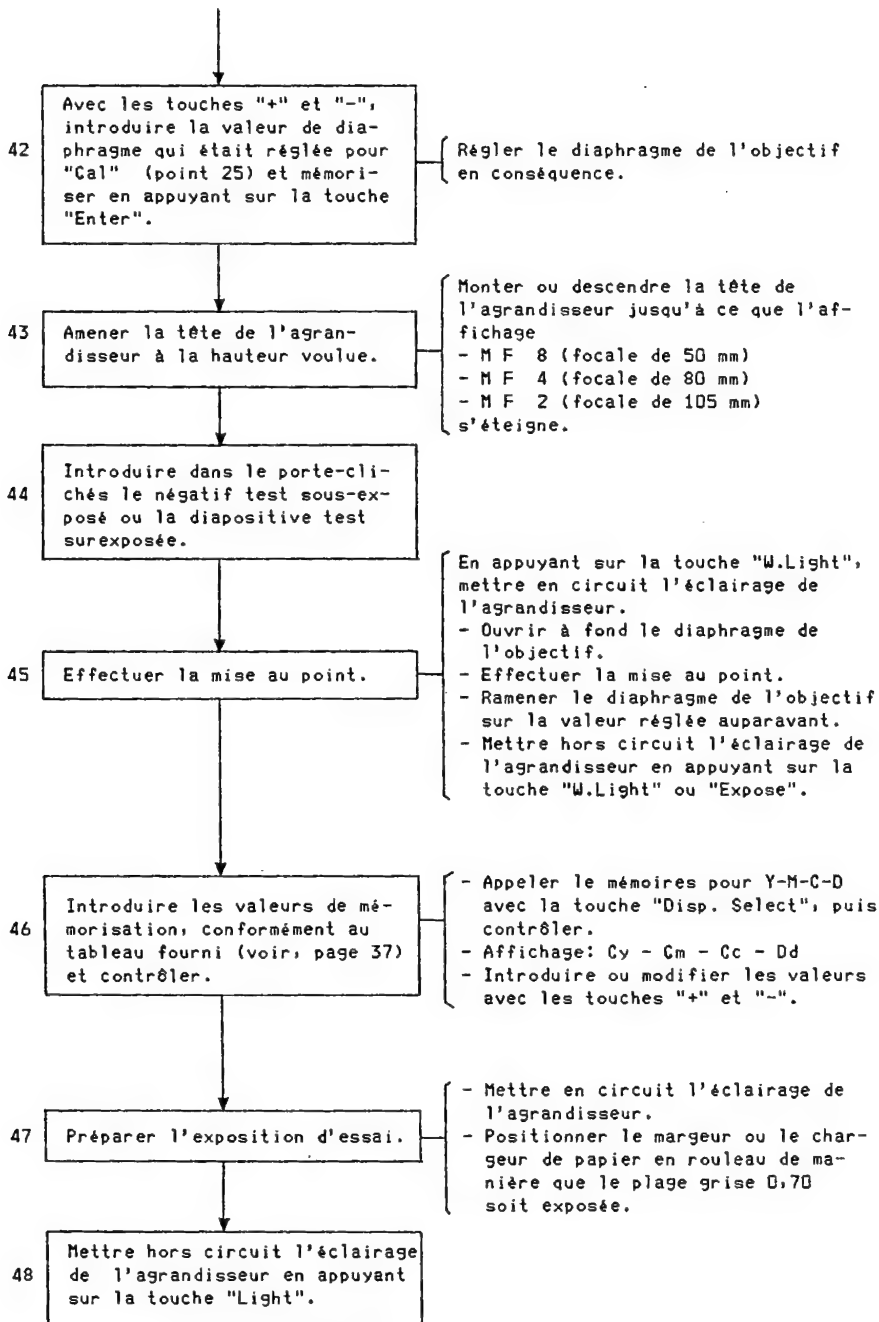 42
Avec les touches "+" et "-",
introduire la valeur de dia-
phragme qui était réglée pour
"Cal" (point 25) et mémori-
ser en appuyant sur la touche
"Enter".
Régler le diaphragme de l'objectif
en conséquence.
43
Amener la tête de l'agran-
disseur à la hauteur voulue.
Monter ou descendre la tête de
l'agrandisseur jusqu'à ce que l'af-
fichage
- M F 8 (focale de 50 mm)
- M F 4 (focale de 80 mm)
- M F 2 (focale de 105 mm)
s'éteigne.
44
Introduire dans le porte-cli-
chés le négatif test sous-ex-
posé ou la diapositive test
surexposée.
45
Effectuer la mise au point.
En appuyant sur la touche "W.Light",
mettre en circuit l'éclairage de
l'agrandisseur.
- Ouvrir à fond le diaphragme de
l'objectif.
- Effectuer la mise au point.
- Ramener le diaphragme de l'objectif
sur la valeur réglée auparavant.
- Mettre hors circuit l'éclairage de
l'agrandisseur en appuyant sur la
touche "W.Light" ou "Expose".
46
Introduire les valeurs de mé-
morisation, conformément au
tableau fourni (voir, page 37)
et contrôler.
- Appeler le mémoires pour Y-M-C-D
avec la touche "Disp. Select", puis
contrôler.
- Affichage: Cy - Cm - Cc - Dd
- Introduire ou modifier les valeurs
avec les touches "+" et "-".
47
Préparer l'exposition d'essai.
- Mettre en circuit l'éclairage de
l'agrandisseur.
- Positionner le margeur ou le char-
geur de papier en rouleau de ma-
nière que le plage grise 0,70
soit exposée.
48
Mettre hors circuit l'éclairage
de l'agrandisseur en appuyant
sur la touche "Light".